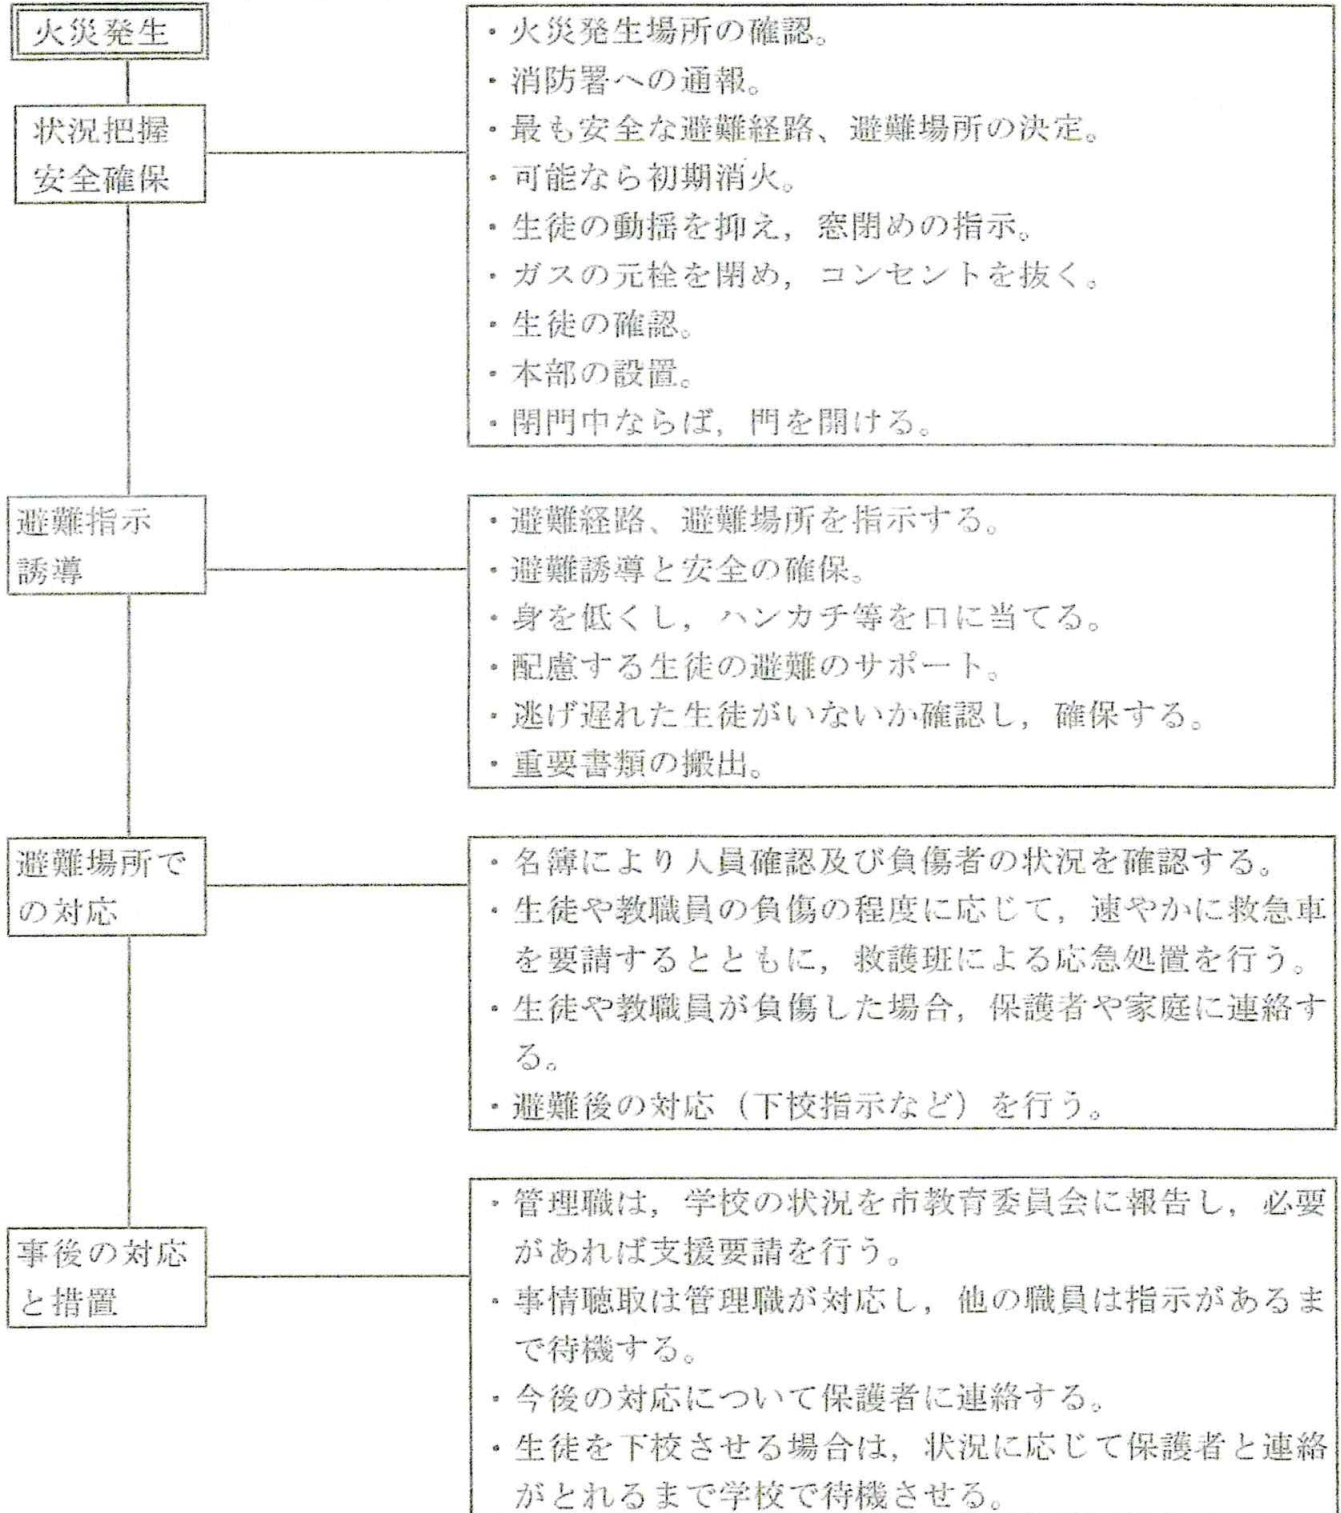 火災発生
状況把握
安全確保
・火災発生場所の確認。
・消防署への通報。
・最も安全な避難経路、避難場所の決定。
・可能なら初期消火。
・生徒の動揺を抑え，窓閉めの指示。
・ガスの元栓を閉め，コンセントを抜く。
・生徒の確認。
・本部の設置。
・閉門中ならば，門を開ける。
避難指示
誘導
・避難経路、避難場所を指示する。
・避難誘導と安全の確保。
・身を低くし，ハンカチ等を口に当てる。
・配慮する生徒の避難のサポート。
・逃げ遅れた生徒がいないか確認し，確保する。
・重要書類の搬出。
避難場所で
の対応
・名簿により人員確認及び負傷者の状況を確認する。
・生徒や教職員の負傷の程度に応じて，速やかに救急車
を要請するとともに，救護班による応急処置を行う。
・生徒や教職員が負傷した場合，保護者や家庭に連絡す
る。
・避難後の対応（下校指示など）を行う。
事後の対応
と措置
・管理職は，学校の状況を市教育委員会に報告し，必要
があれば支援要請を行う。
・事情聴取は管理職が対応し，他の職員は指示があるま
で待機する。
・今後の対応について保護者に連絡する。
・生徒を下校させる場合は，状況に応じて保護者と連絡
がとれるまで学校で待機させる。